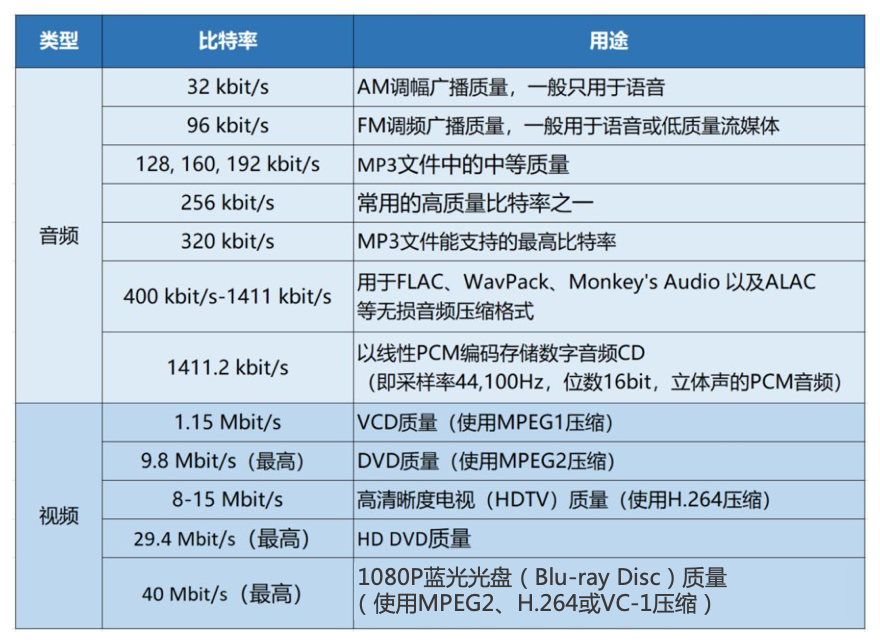 类型 比特率 用途
音频
32 kbit/s AM调幅广播质量，一般只用于语音
96 kbit/s FM调频广播质量，一般用于语音或低质量流媒体
128, 160, 192 kbit/s MP3文件中的中等质量
256 kbit/s 常用的高质量比特率之一
320 kbit/s MP3文件能支持的最高比特率
400 kbit/s-1411 kbit/s 用于FLAC、WavPack、Monkey's Audio 以及ALAC
等无损音频压缩格式
1411.2 kbit/s 以线性PCM编码存储数字音频CD
（即采样率44,100Hz，位数16bit，立体声的PCM音频）
视频
1.15 Mbit/s VCD质量（使用MPEG1压缩）
9.8 Mbit/s（最高） DVD质量（使用MPEG2压缩）
8-15 Mbit/s 高清晰度电视（HDTV）质量（使用H.264压缩）
29.4 Mbit/s（最高） HD DVD质量
40 Mbit/s（最高） 1080P蓝光光盘（Blu-ray Disc）质量
（使用MPEG2、H.264或VC-1压缩）